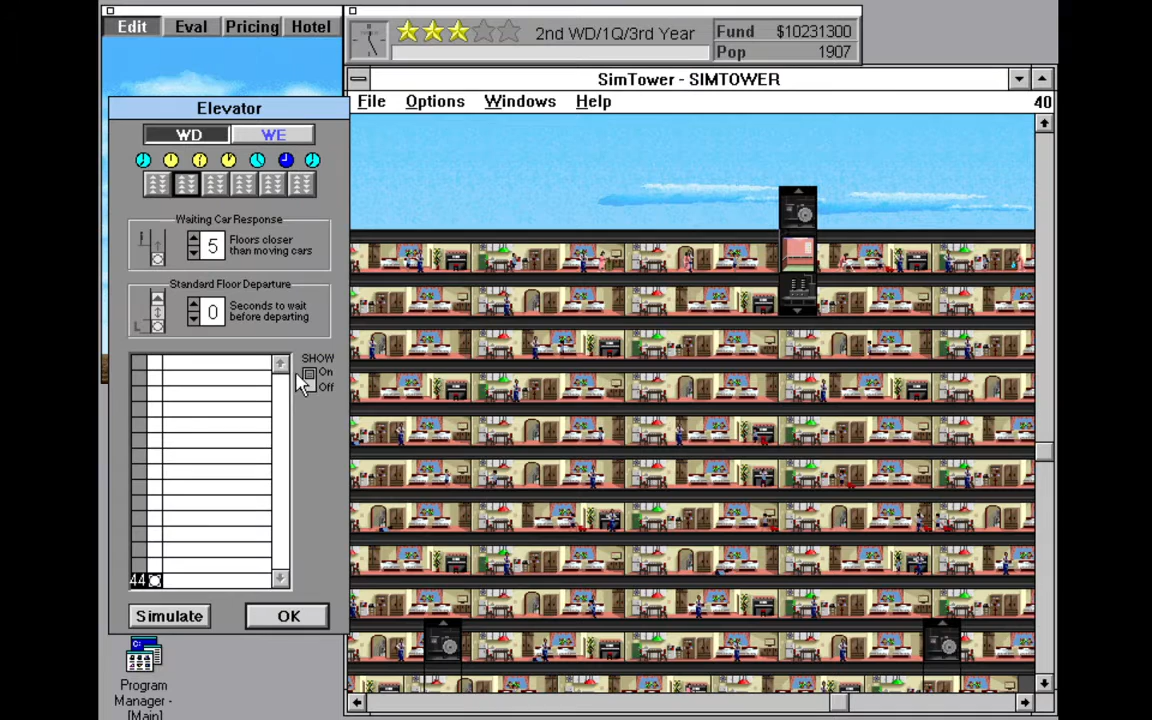 Edit Eval Pricing Hotel
2nd WD/1Q/3rd Year
Fund $10231300
Pop 1907
SimTower - SIMTOWER
File Options Windows Help 40
Elevator
WD WE
Waiting Car Response
5 Floors closer
than moving cars
Standard Floor Departure
0 Seconds to wait
before departing
SHOW
On
Off
44
Simulate OK
Program
Manager -
[Main]